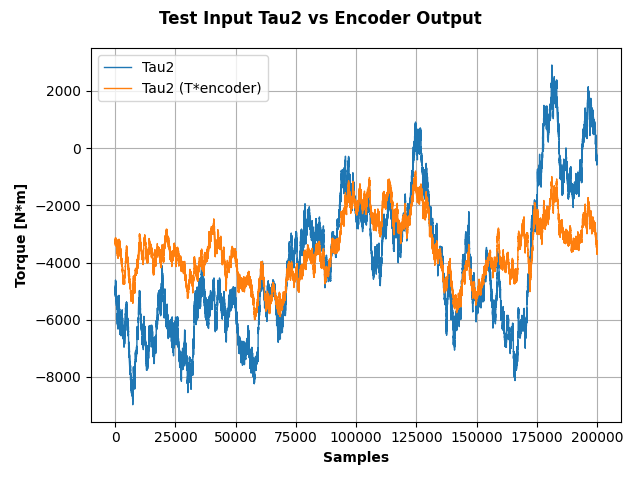 Test Input Tau2 vs Encoder Output
Tau2
Tau2 (T*encoder)
Torque [N*m]
2000
0
−2000
−4000
−6000
−8000
0 25000 50000 75000 100000 125000 150000 175000 200000
Samples